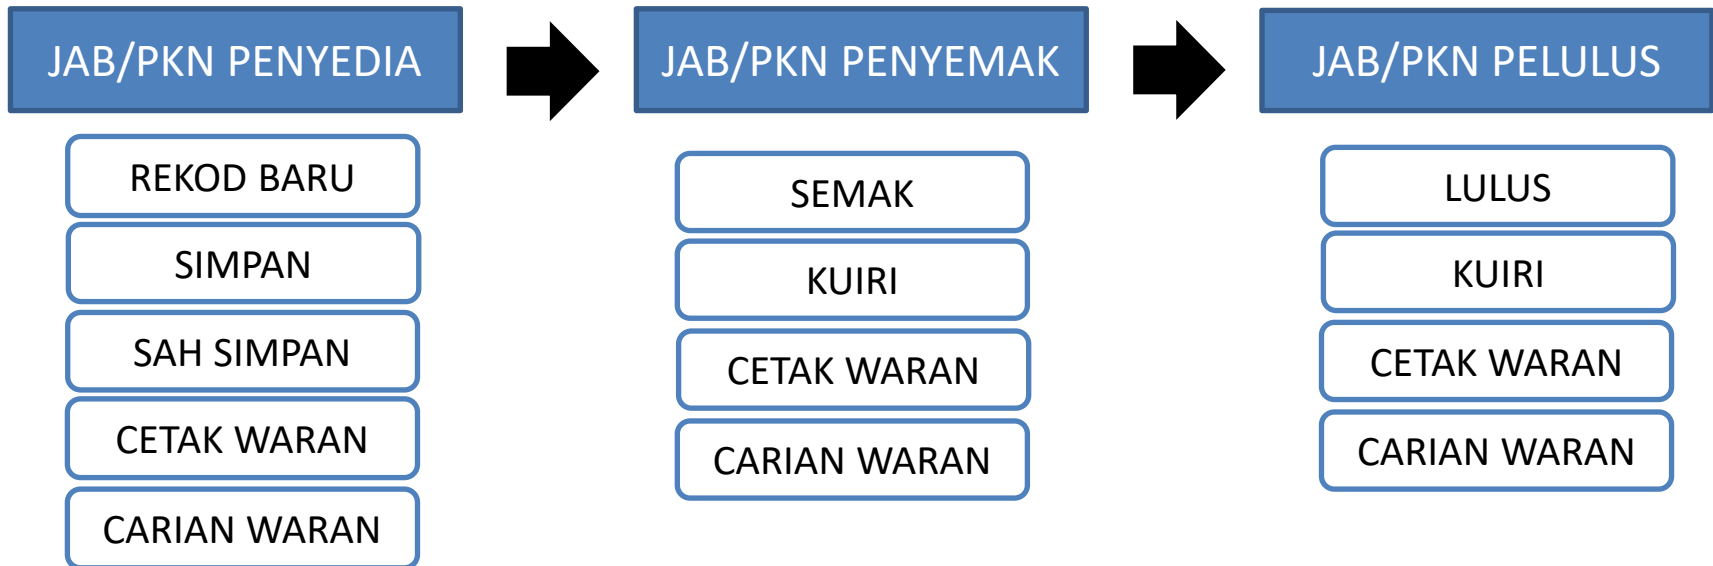 JAB/PKN PENYEDIA
REKOD BARU
SIMPAN
SAH SIMPAN
CETAK WARAN
CARIAN WARAN
JAB/PKN PENYEMAK
SEMAK
KUIRI
CETAK WARAN
CARIAN WARAN
JAB/PKN PELULUS
LULUS
KUIRI
CETAK WARAN
CARIAN WARAN